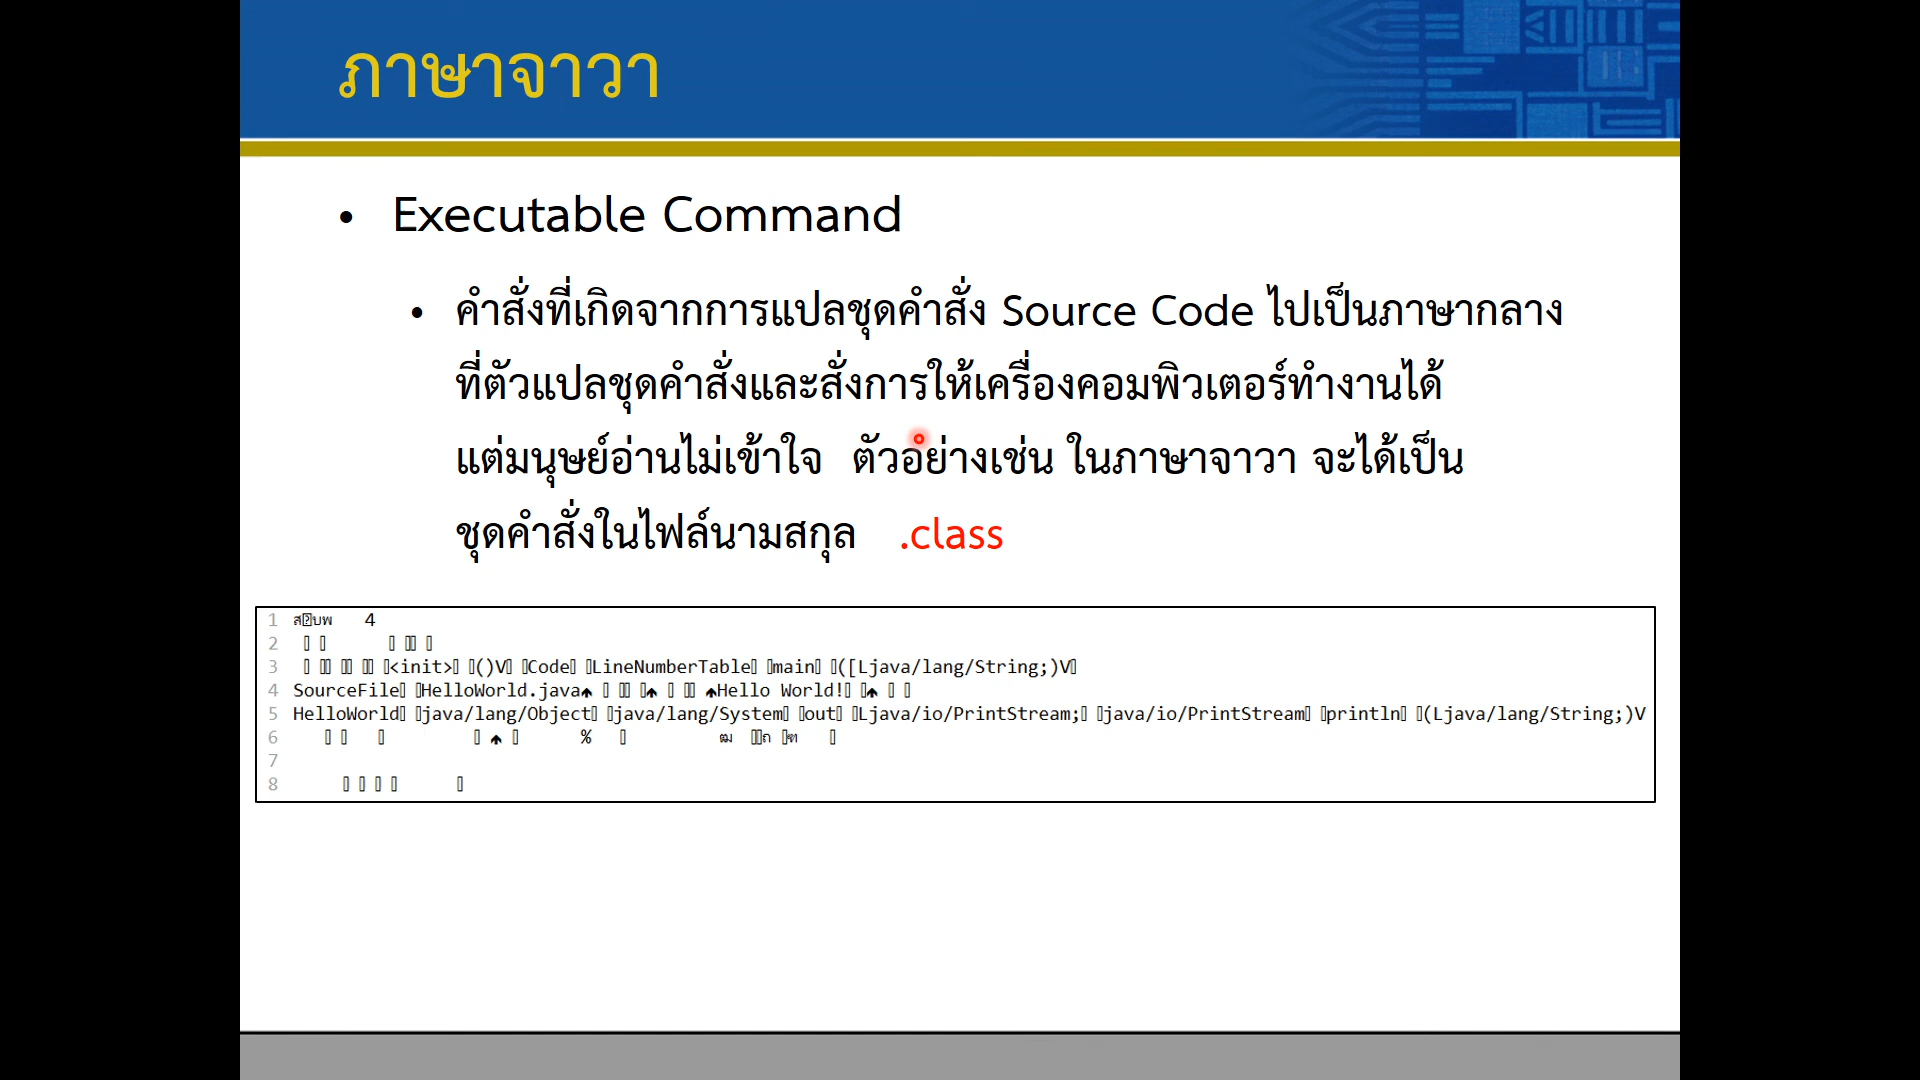 ภาษาจาวา
• Executable Command
• คำสั่งที่เกิดจากการแปลชุดคำสั่ง Source Code ไปเป็นภาษากลาง
ที่ตัวแปลชุดคำสั่งและสั่งการให้เครื่องคอมพิวเตอร์ทำงานได้
แต่มนุษย์อ่านไม่เข้าใจ ตัวอย่างเช่น ในภาษาจาวา จะได้เป็น
ชุดคำสั่งในไฟล์นามสกุล .class
1 ส บพ 4
2
3 <init> ()V Code LineNumberTable main ([Ljava/lang/String;)V
4 SourceFile HelloWorld.java Hello World!
5 HelloWorld java/lang/Object java/lang/System out Ljava/io/PrintStream; java/io/PrintStream println (Ljava/lang/String;)V
6 %
7
8